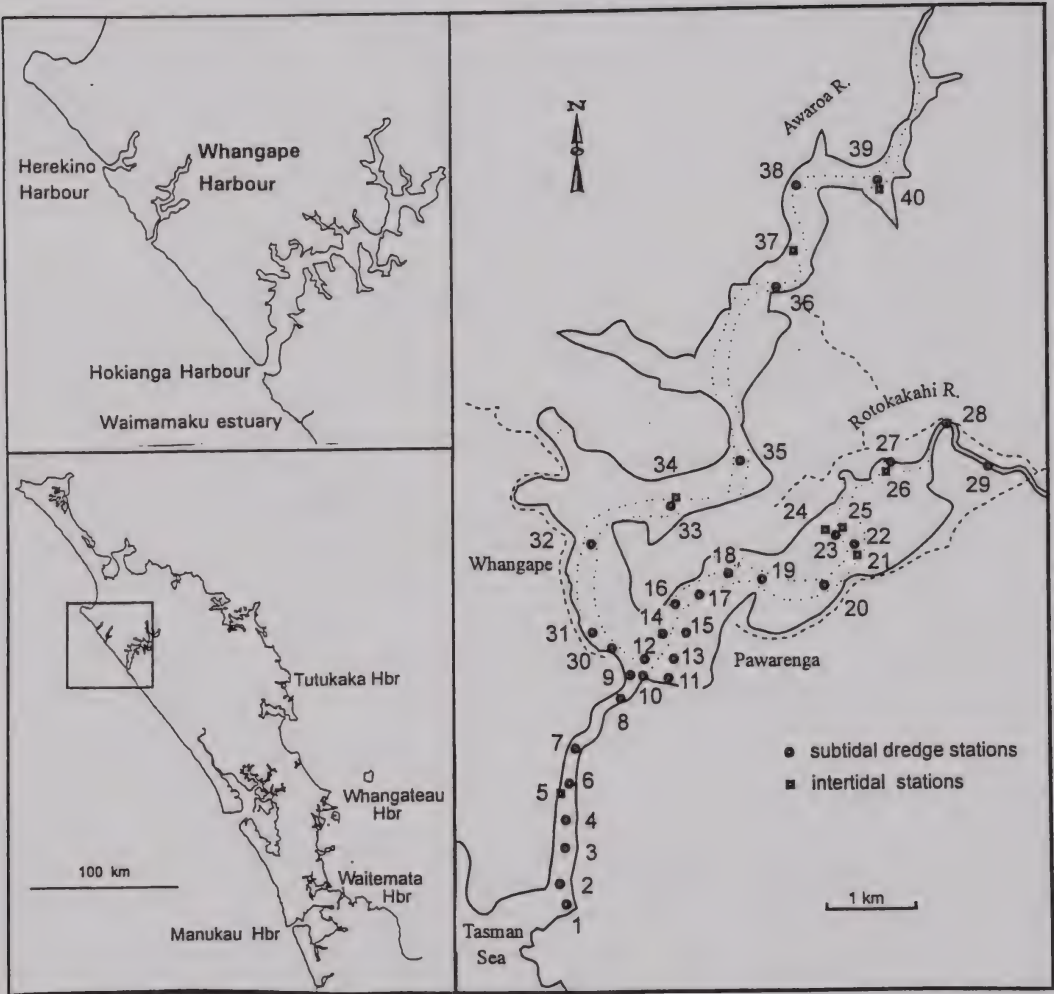 Herekino
Harbour
Whangape
Harbour
Hokianga Harbour
Waimamaku estuary
Tutukaka Hbr
Whangateau
Hbr
Waitemata
Hbr
Manukau Hbr
100 km
N
Awaroa R.
39
38
40
37
36
Rotokakahi R.
28
27
35
29
34
26
33
24
25
32
23
22
Whangape
18
21
19
16
17
20
14
15
31
12
13
30
Pawarenga
9
10
11
8
7
subtidal dredge stations
6
5
intertidal stations
4
3
2
1 km
1
Tasman
Sea